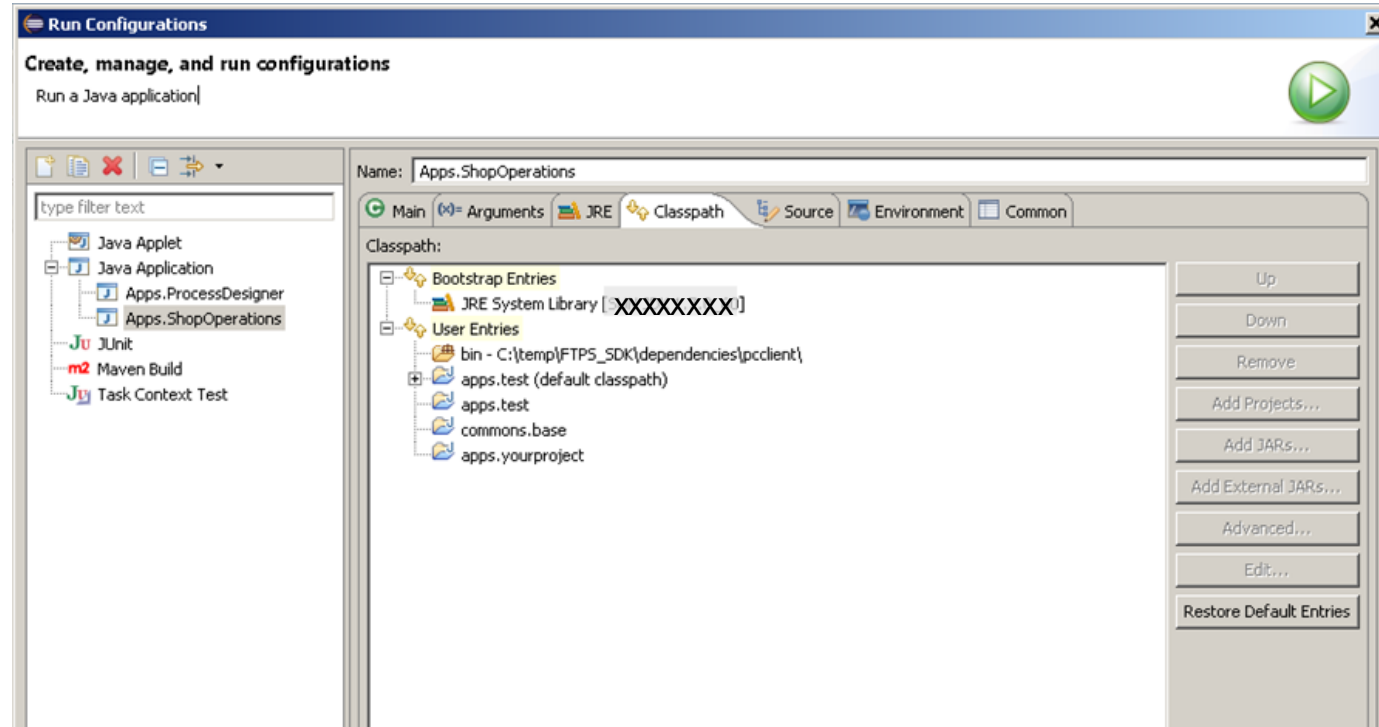 Run Configurations
Create, manage, and run configurations
Run a Java application
type filter text
Java Applet
Java Application
Apps.ProcessDesigner
Apps.ShopOperations
JUnit
m2 Maven Build
Task Context Test
Name: Apps.ShopOperations
Main (x)= Arguments JRE Classpath Source Environment Common
Classpath:
Bootstrap Entries
JRE System Library [XXXXXXXX]
User Entries
bin - C:\temp\FTPS_SDK\dependencies\pcclient\
apps.test (default classpath)
apps.test
commons.base
apps.yourproject
Up
Down
Remove
Add Projects...
Add JARs...
Add External JARs...
Advanced...
Edit...
Restore Default Entries